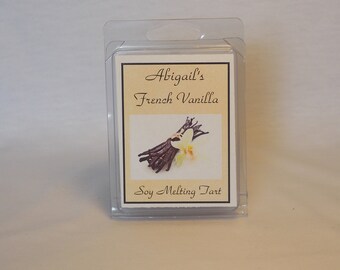 Abigail's
French Vanilla
Soy Melting Tart